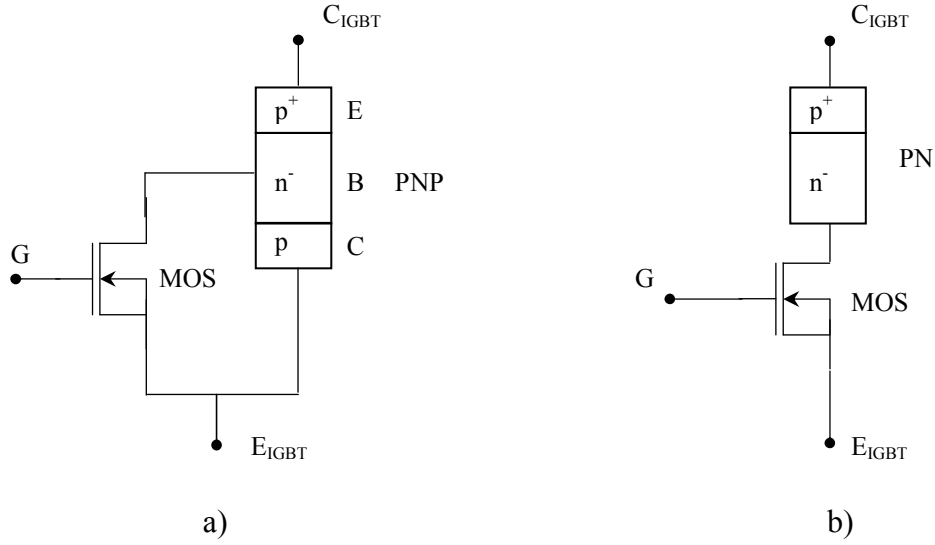 C_IGBT
p⁺ E
n⁻ B PNP
p C
G
MOS
E_IGBT
a)
C_IGBT
p⁺
PN
n⁻
G
MOS
E_IGBT
b)